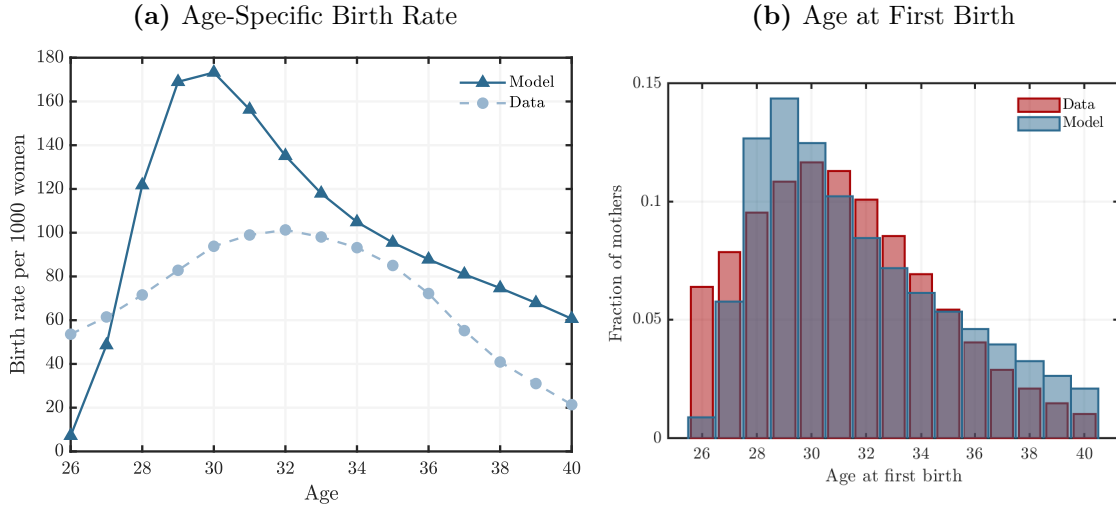 (a) Age-Specific Birth Rate
180
160
140
120
100
80
60
40
20
0
Birth rate per 1000 women
Model
Data
26 28 30 32 34 36 38 40
Age
(b) Age at First Birth
0.15
0.1
0.05
0
Fraction of mothers
Data
Model
26 28 30 32 34 36 38 40
Age at first birth